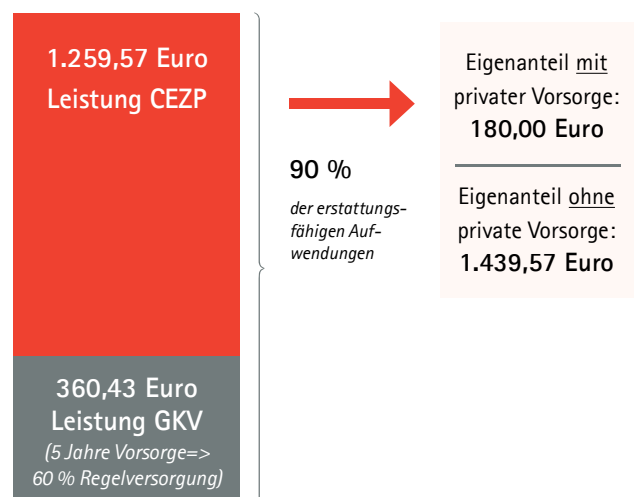 1.259,57 Euro
Leistung CEZP
360,43 Euro
Leistung GKV
(5 Jahre Vorsorge=>
60 % Regelversorgung)
90 %
der erstattungs-
fähigen Auf-
wendungen
Eigenanteil mit
privater Vorsorge:
180,00 Euro
Eigenanteil ohne
private Vorsorge:
1.439,57 Euro